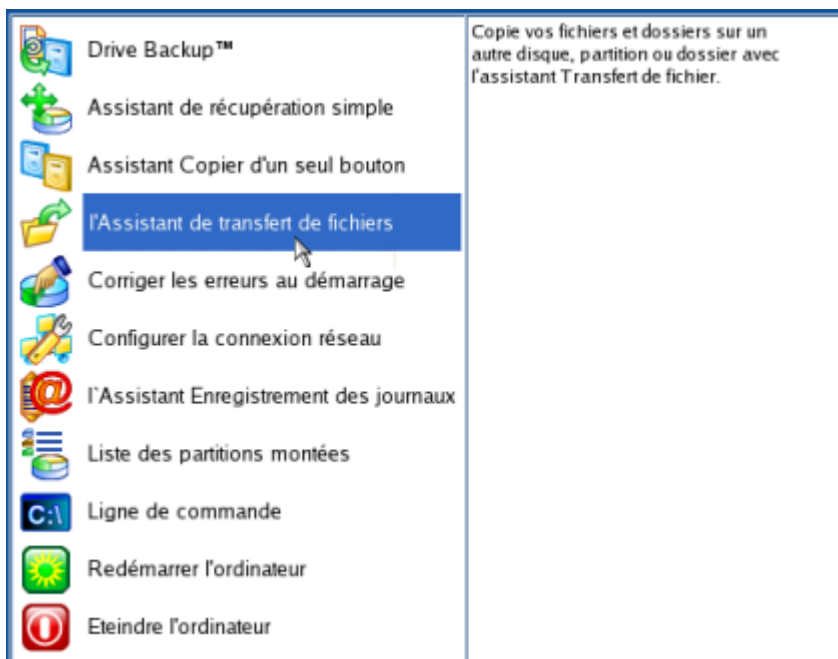 Drive Backup™
Assistant de récupération simple
Assistant Copier d'un seul bouton
l'Assistant de transfert de fichiers
Corriger les erreurs au démarrage
Configurer la connexion réseau
l`Assistant Enregistrement des journaux
Liste des partitions montées
C:\
Ligne de commande
Redémarrer l'ordinateur
Eteindre l'ordinateur
Copie vos fichiers et dossiers sur un
autre disque, partition ou dossier avec
l'assistant Transfert de fichier.